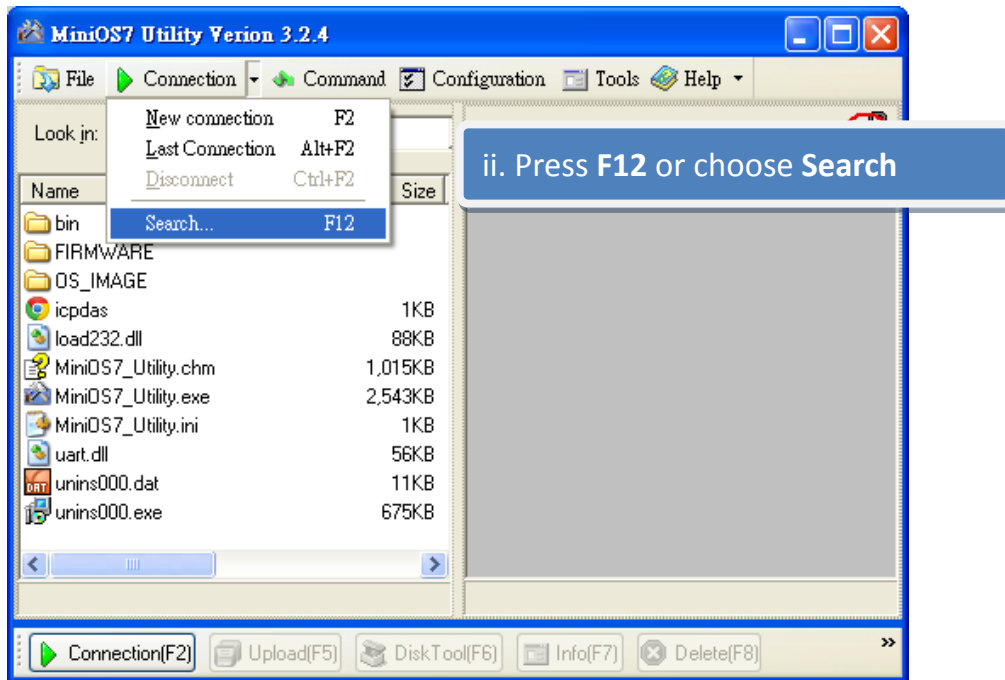 MiniOS7 Utility Verion 3.2.4
File Connection Command Configuration Tools Help
Look in:
New connection F2
Last Connection Alt+F2
Disconnect Ctrl+F2
Search... F12
ii. Press F12 or choose Search
Name Size
bin
FIRMWARE
OS_IMAGE
icpdas 1KB
load232.dll 88KB
MiniOS7_Utility.chm 1,015KB
MiniOS7_Utility.exe 2,543KB
MiniOS7_Utility.ini 1KB
uart.dll 56KB
unins000.dat 11KB
unins000.exe 675KB
Connection(F2) Upload(F5) DiskTool(F6) Info(F7) Delete(F8) »